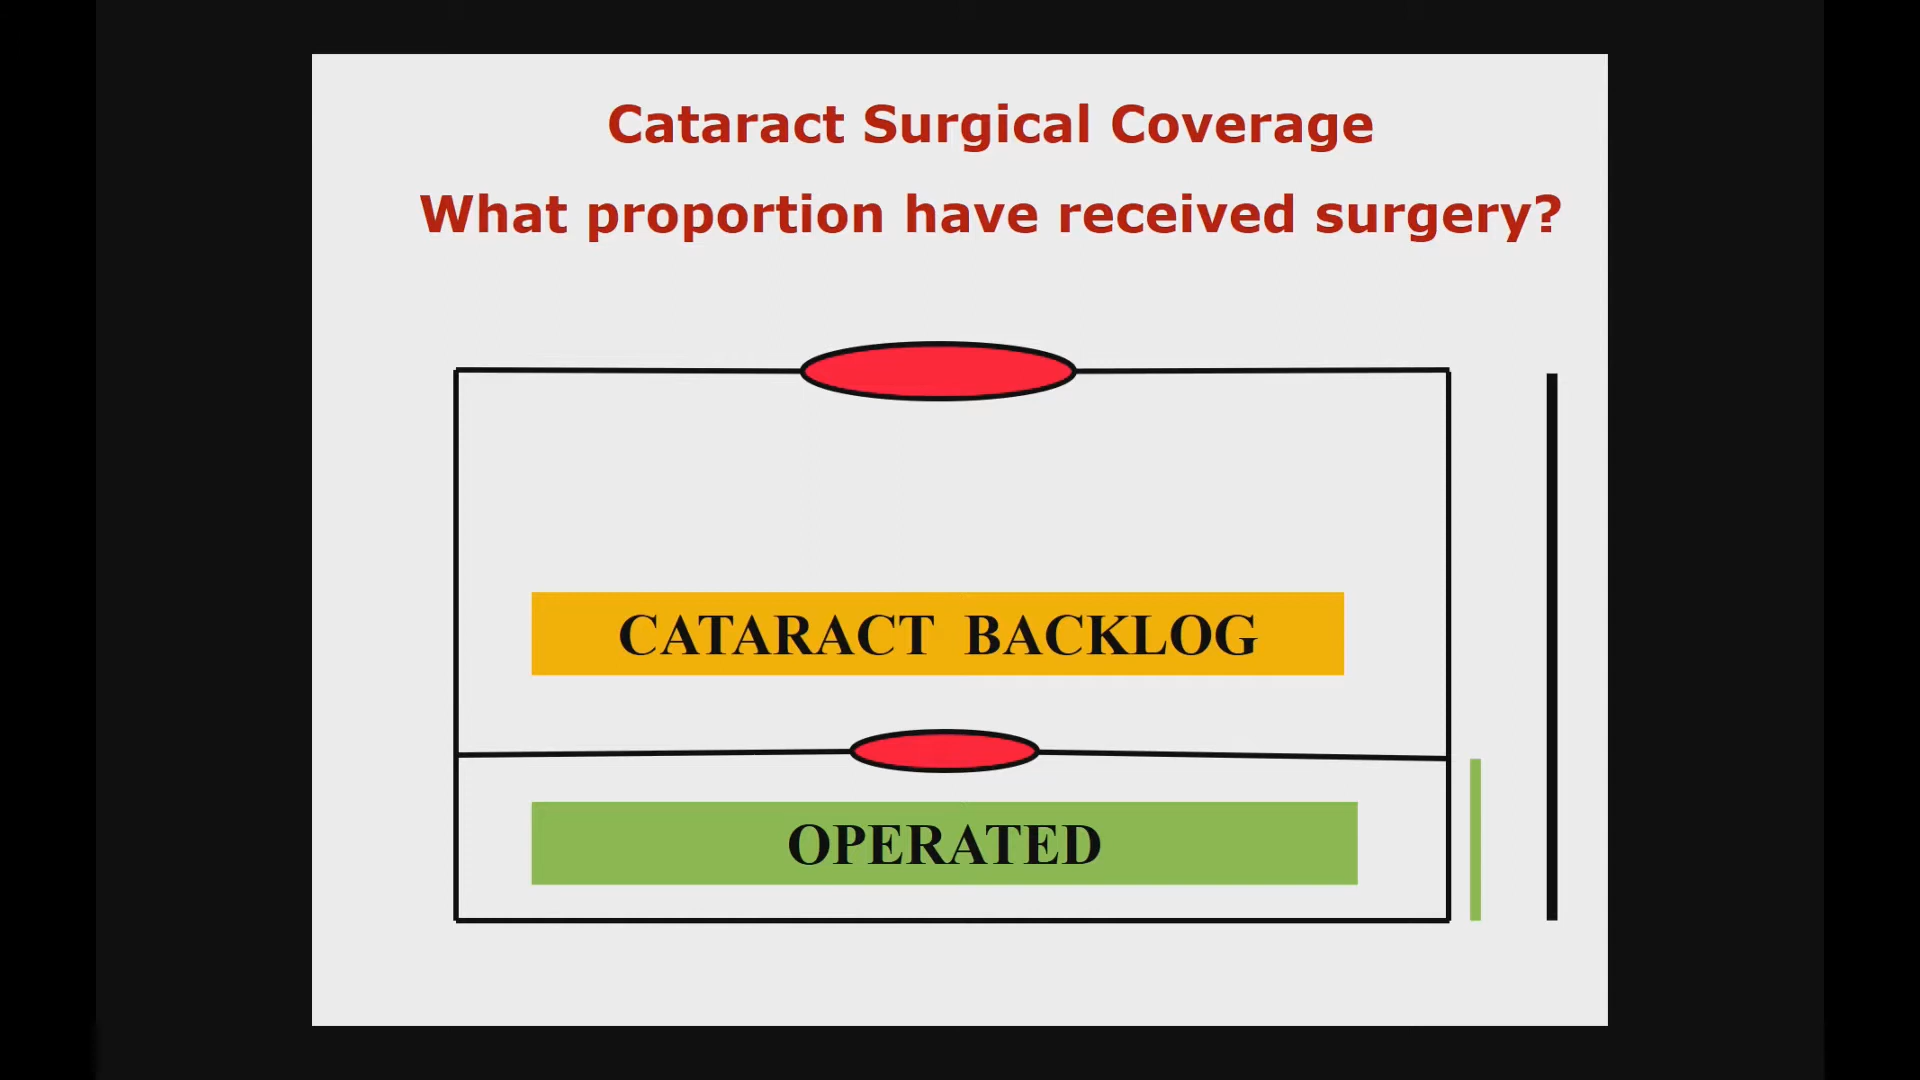 Cataract Surgical Coverage
What proportion have received surgery?
CATARACT BACKLOG
OPERATED